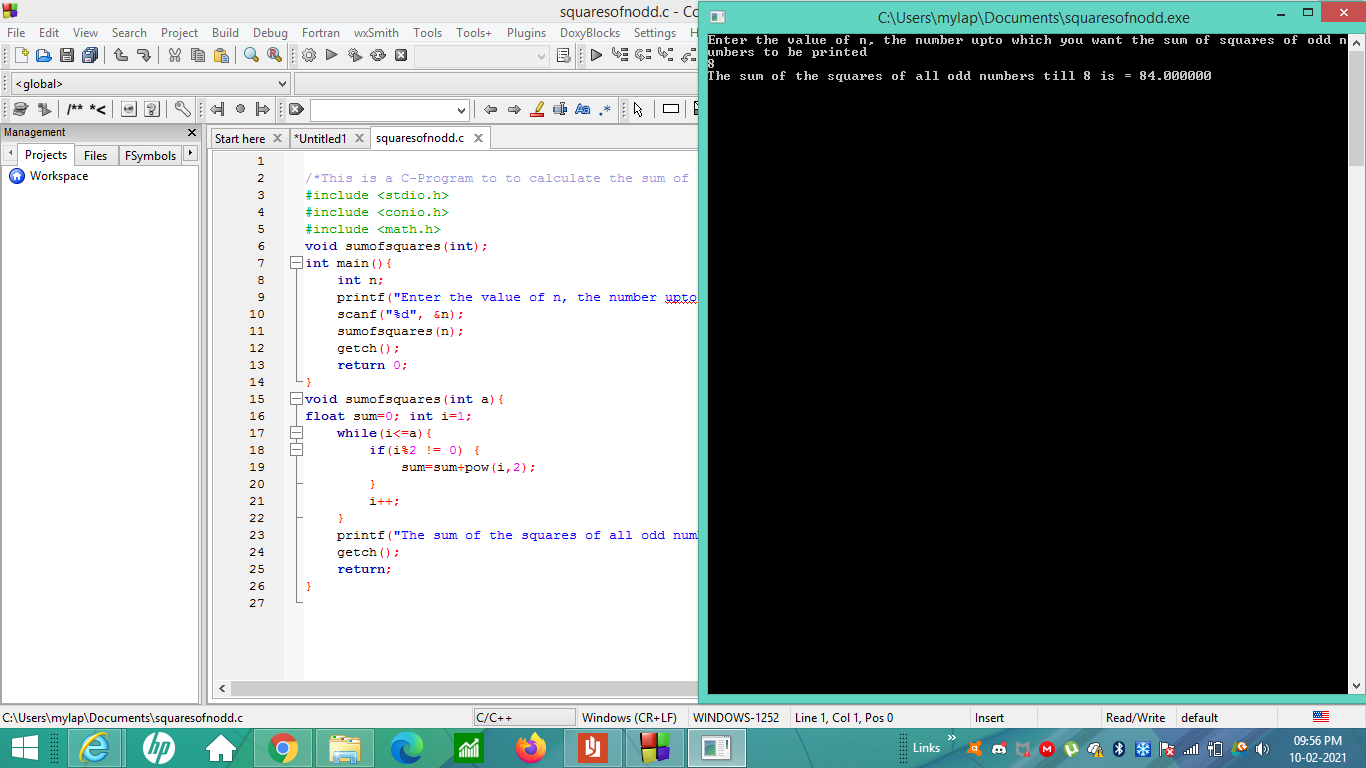 squaresofnodd.c - Co
File Edit View Search Project Build Debug Fortran wxSmith Tools Tools+ Plugins DoxyBlocks Settings H
<global>
/** *<
Aa .*
Management
Projects Files FSymbols
Workspace
Start here *Untitled1 squaresofnodd.c
1
2 /*This is a C-Program to to calculate the sum of
3 #include <stdio.h>
4 #include <conio.h>
5 #include <math.h>
6 void sumofsquares(int);
7 int main(){
8 int n;
9 printf("Enter the value of n, the number upto
10 scanf("%d", &n);
11 sumofsquares(n);
12 getch();
13 return 0;
14 }
15 void sumofsquares(int a){
16 float sum=0; int i=1;
17 while(i<=a){
18 if(i%2 != 0) {
19 sum=sum+pow(i,2);
20 }
21 i++;
22 }
23 printf("The sum of the squares of all odd num
24 getch();
25 return;
26 }
27
C:\Users\mylap\Documents\squaresofnodd.exe
Enter the value of n, the number upto which you want the sum of squares of odd n
umbers to be printed
8
The sum of the squares of all odd numbers till 8 is = 84.000000
C:\Users\mylap\Documents\squaresofnodd.c C/C++ Windows (CR+LF) WINDOWS-1252 Line 1, Col 1, Pos 0 Insert Read/Write default
Links »
09:56 PM
10-02-2021